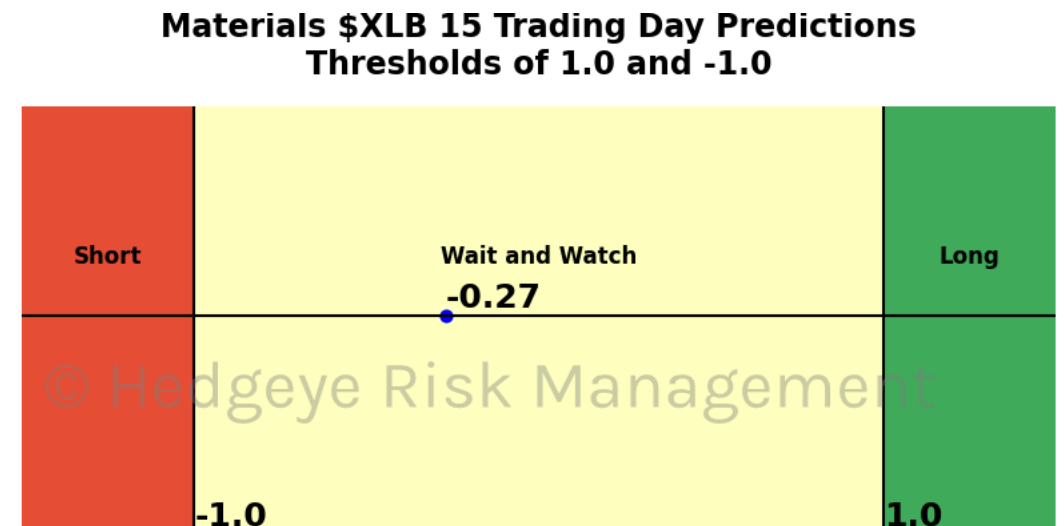 Materials $XLB 15 Trading Day Predictions
Thresholds of 1.0 and -1.0
Short
Wait and Watch
Long
-0.27
© Hedgeye Risk Management
-1.0
1.0